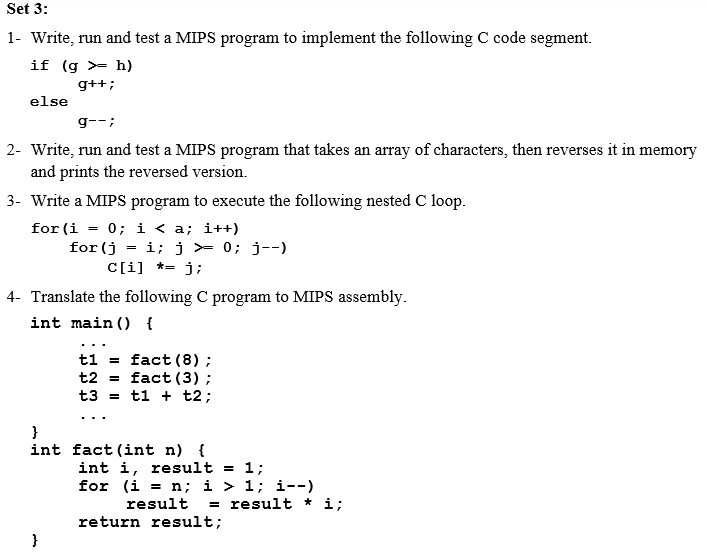 Set 3:
1- Write, run and test a MIPS program to implement the following C code segment.
if (g >= h)
g++;
else
g--;
2- Write, run and test a MIPS program that takes an array of characters, then reverses it in memory
and prints the reversed version.
3- Write a MIPS program to execute the following nested C loop.
for(i = 0; i < a; i++)
for(j = i; j >= 0; j--)
C[i] *= j;
4- Translate the following C program to MIPS assembly.
int main() {
...
t1 = fact(8);
t2 = fact(3);
t3 = t1 + t2;
...
}
int fact(int n) {
int i, result = 1;
for (i = n; i > 1; i--)
result = result * i;
return result;
}